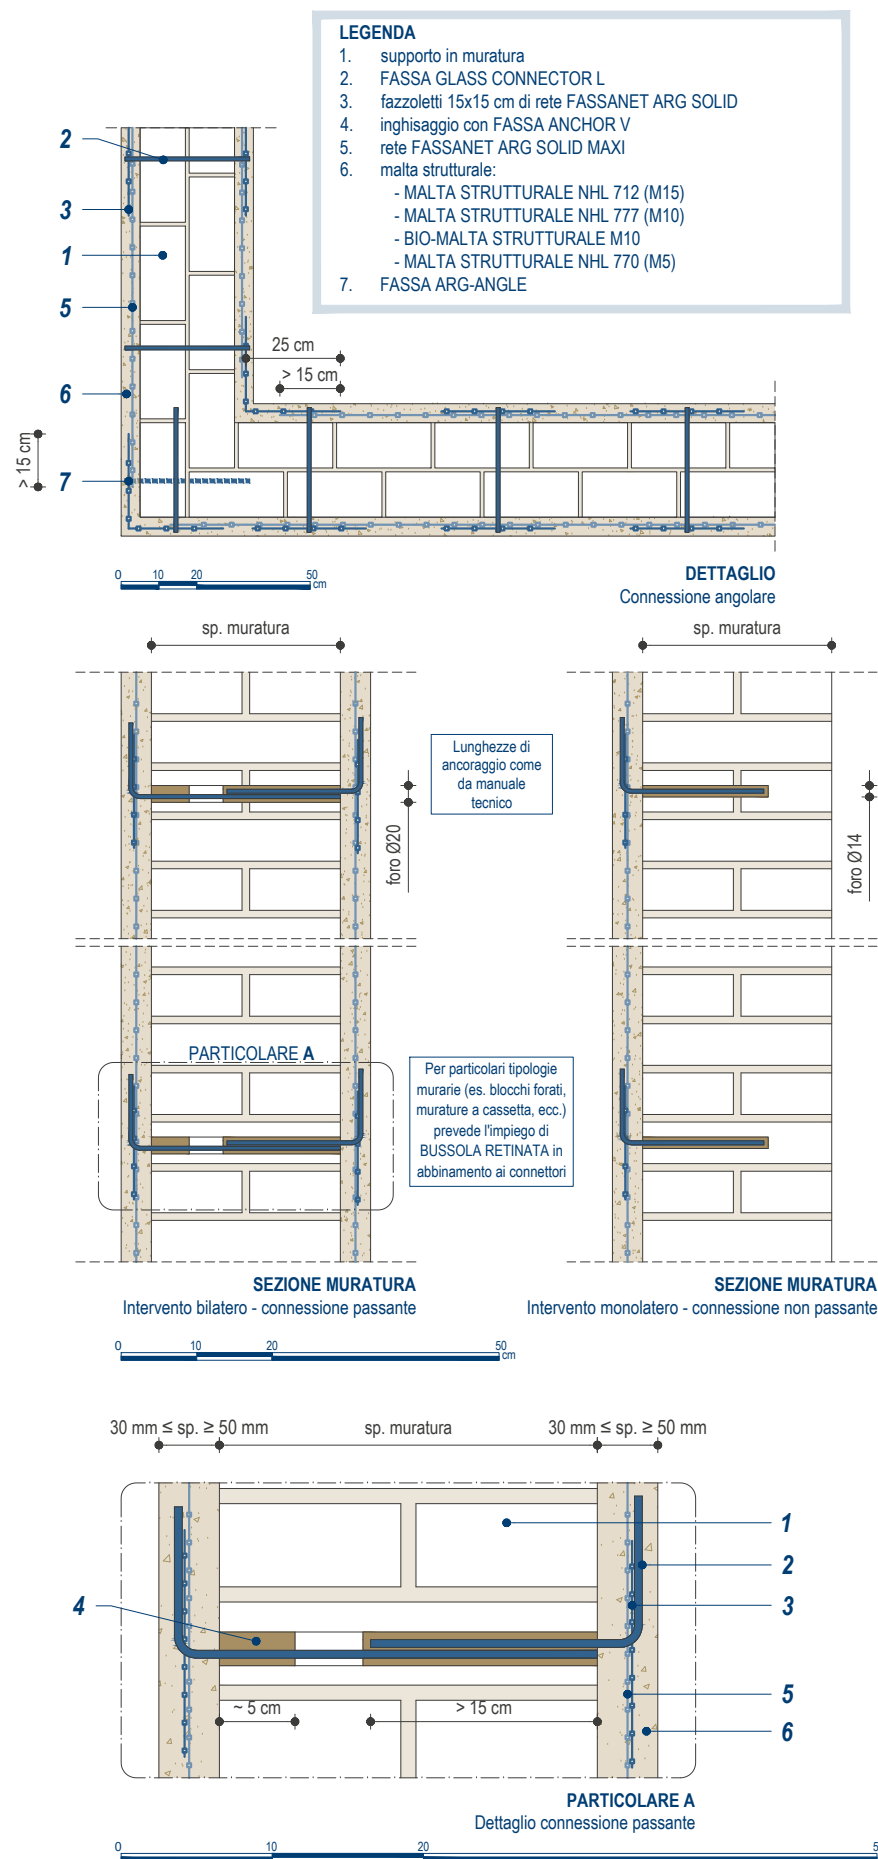 LEGENDA
1. supporto in muratura
2. FASSA GLASS CONNECTOR L
3. fazzoletti 15x15 cm di rete FASSANET ARG SOLID
4. inghisaggio con FASSA ANCHOR V
5. rete FASSANET ARG SOLID MAXI
6. malta strutturale:
- MALTA STRUTTURALE NHL 712 (M15)
- MALTA STRUTTURALE NHL 777 (M10)
- BIO-MALTA STRUTTURALE M10
- MALTA STRUTTURALE NHL 770 (M5)
7. FASSA ARG-ANGLE
2
3
1
5
6
7
25 cm
> 15 cm
> 15 cm
0 10 20 50
cm
DETTAGLIO
Connessione angolare
sp. muratura
sp. muratura
Lunghezze di
ancoraggio come
da manuale
tecnico
foro Ø20
foro Ø14
PARTICOLARE A
Per particolari tipologie
murarie (es. blocchi forati,
murature a cassetta, ecc.)
prevede l'impiego di
BUSSOLA RETINATA in
abbinamento ai connettori
SEZIONE MURATURA
Intervento bilatero - connessione passante
SEZIONE MURATURA
Intervento monolatero - connessione non passante
0 10 20 50
cm
30 mm ≤ sp. ≥ 50 mm
sp. muratura
30 mm ≤ sp. ≥ 50 mm
1
2
4
3
~ 5 cm
> 15 cm
5
6
PARTICOLARE A
Dettaglio connessione passante
0 10 20